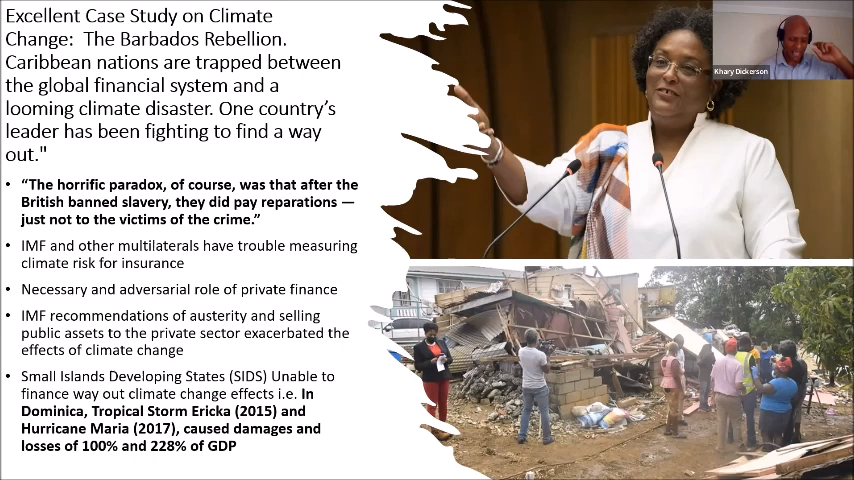 Excellent Case Study on Climate
Change:  The Barbados Rebellion.
Caribbean nations are trapped between
the global financial system and a
looming climate disaster. One country's
leader has been fighting to find a way
out."
• "The horrific paradox, of course, was that after the
British banned slavery, they did pay reparations —
just not to the victims of the crime."
• IMF and other multilaterals have trouble measuring
climate risk for insurance
• Necessary and adversarial role of private finance
• IMF recommendations of austerity and selling
public assets to the private sector exacerbated the
effects of climate change
• Small Islands Developing States (SIDS) Unable to
finance way out climate change effects i.e. In
Dominica, Tropical Storm Ericka (2015) and
Hurricane Maria (2017), caused damages and
losses of 100% and 228% of GDP
Khary Dickerson